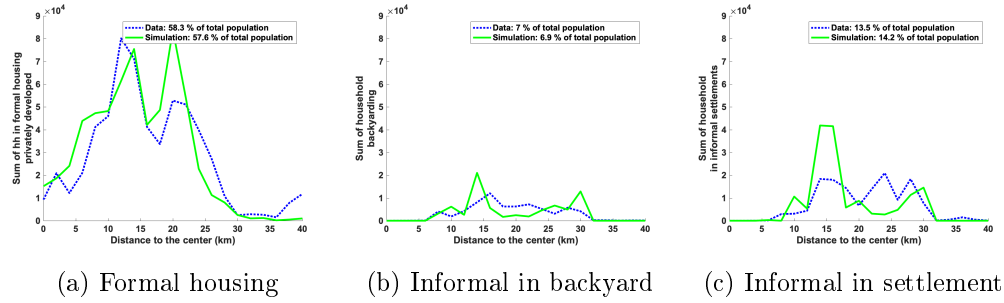 ×10⁴
Data: 58.3 % of total population
Simulation: 57.6 % of total population
9
8
7
6
5
4
3
2
1
0
Sum of hh in formal housing
privately developed
0 5 10 15 20 25 30 35 40
Distance to the center (km)
(a) Formal housing
×10⁴
Data: 7 % of total population
Simulation: 6.9 % of total population
9
8
7
6
5
4
3
2
1
0
Sum of household
backyarding
0 5 10 15 20 25 30 35 40
Distance to the center (km)
(b) Informal in backyard
×10⁴
Data: 13.5 % of total population
Simulation: 14.2 % of total population
9
8
7
6
5
4
3
2
1
0
Sum of household
in informal settlements
0 5 10 15 20 25 30 35 40
Distance to the center (km)
(c) Informal in settlement